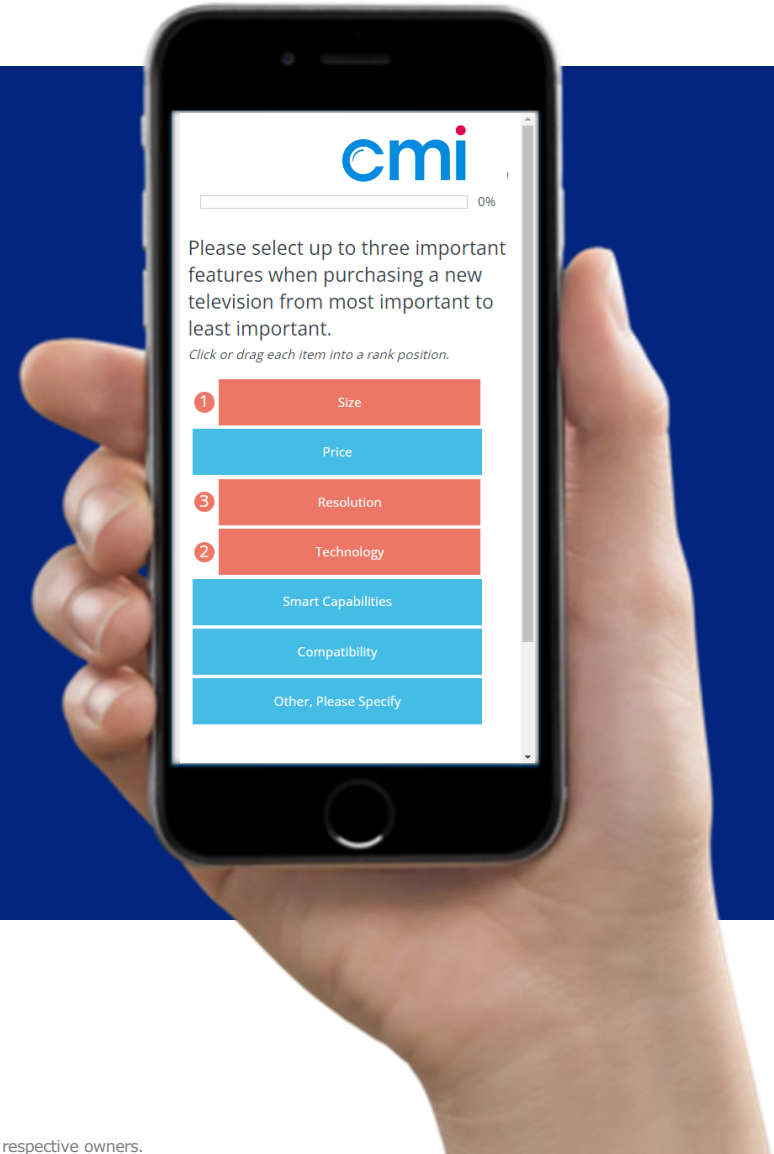 cmi
0%
Please select up to three important
features when purchasing a new
television from most important to
least important.
Click or drag each item into a rank position.
1 Size
Price
3 Resolution
2 Technology
Smart Capabilities
Compatibility
Other, Please Specify
respective owners.